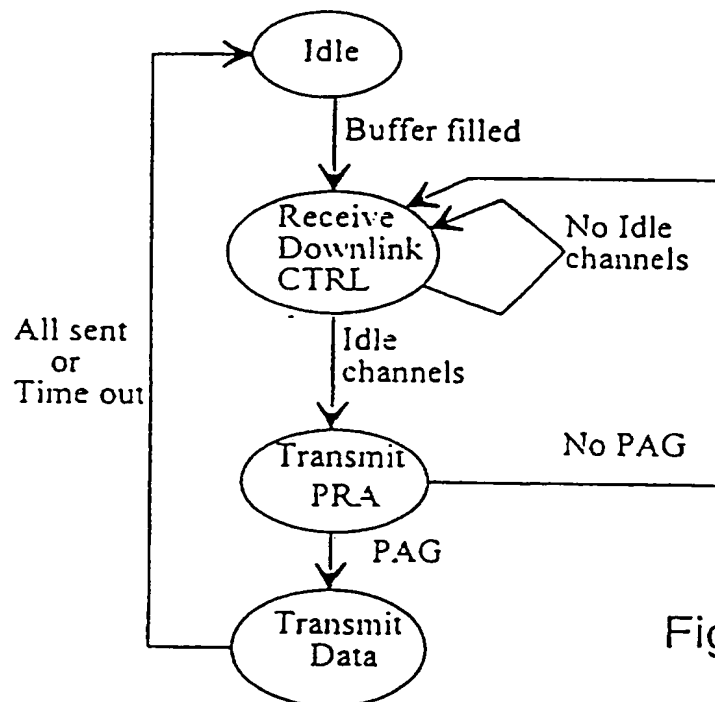 Idle
Buffer filled
Receive
Downlink
CTRL
No Idle
channels
All sent
or
Time out
Idle
channels
Transmit
PRA
No PAG
PAG
Transmit
Data
Fig